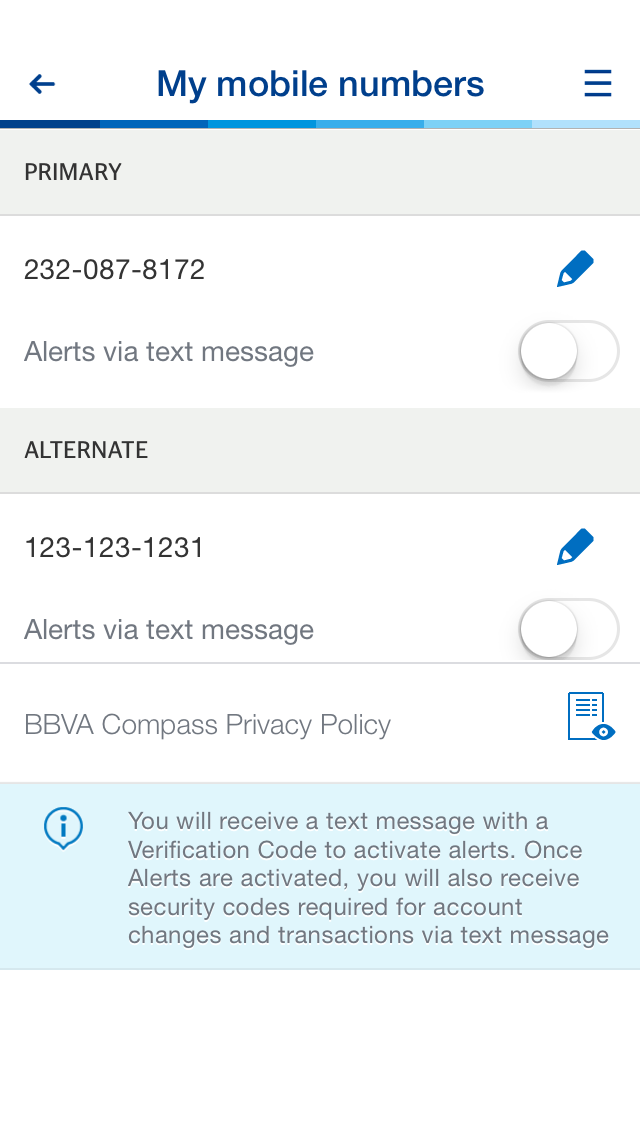 My mobile numbers
PRIMARY
232-087-8172
Alerts via text message
ALTERNATE
123-123-1231
Alerts via text message
BBVA Compass Privacy Policy
You will receive a text message with a
Verification Code to activate alerts. Once
Alerts are activated, you will also receive
security codes required for account
changes and transactions via text message